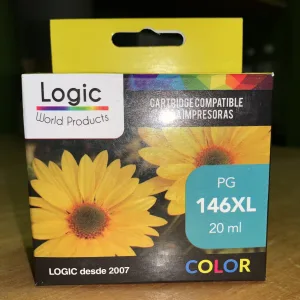 Logic
World Products
CARTRIDGE COMPATIBLE
IMPRESORAS
PG
146XL
20 ml
LOGIC desde 2007
COLOR